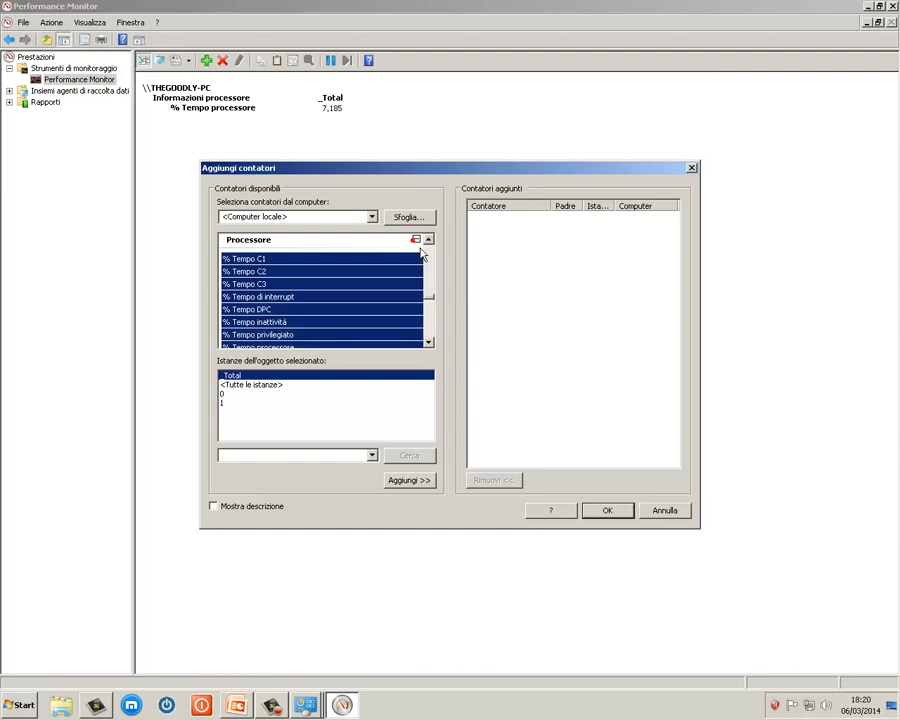 Performance Monitor
File Azione Visualizza Finestra ?
Prestazioni
Strumenti di monitoraggio
Performance Monitor
Insiemi agenti di raccolta dati
Rapporti
\\THEGOODLY-PC
Informazioni processore _Total
% Tempo processore 7,185
Aggiungi contatori
Contatori disponibili
Seleziona contatori dal computer:
<Computer locale> Sfoglia...
Processore
% Tempo C1
% Tempo C2
% Tempo C3
% Tempo di interrupt
% Tempo DPC
% Tempo inattività
% Tempo privilegiato
% Tempo processore
Istanze dell'oggetto selezionato:
_Total
<Tutte le istanze>
0
1
Cerca
Aggiungi >>
Contatori aggiunti
Contatore Padre Ista... Computer
Rimuovi <<
Mostra descrizione
? OK Annulla
Start
18:20
06/03/2014